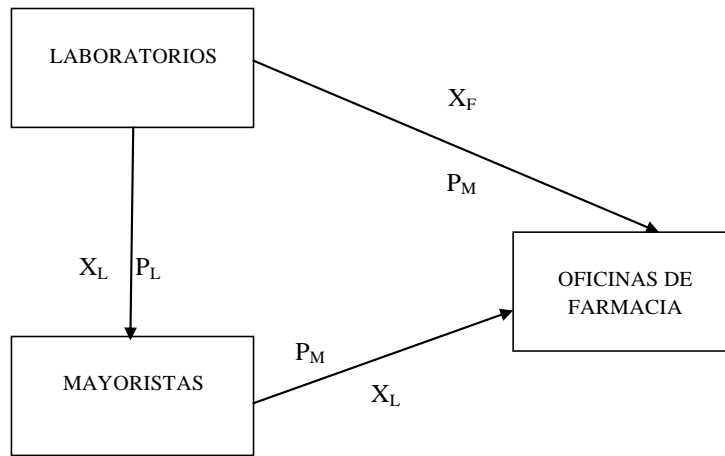 LABORATORIOS
X_F
P_M
X_L P_L
OFICINAS DE
FARMACIA
P_M
MAYORISTAS
X_L